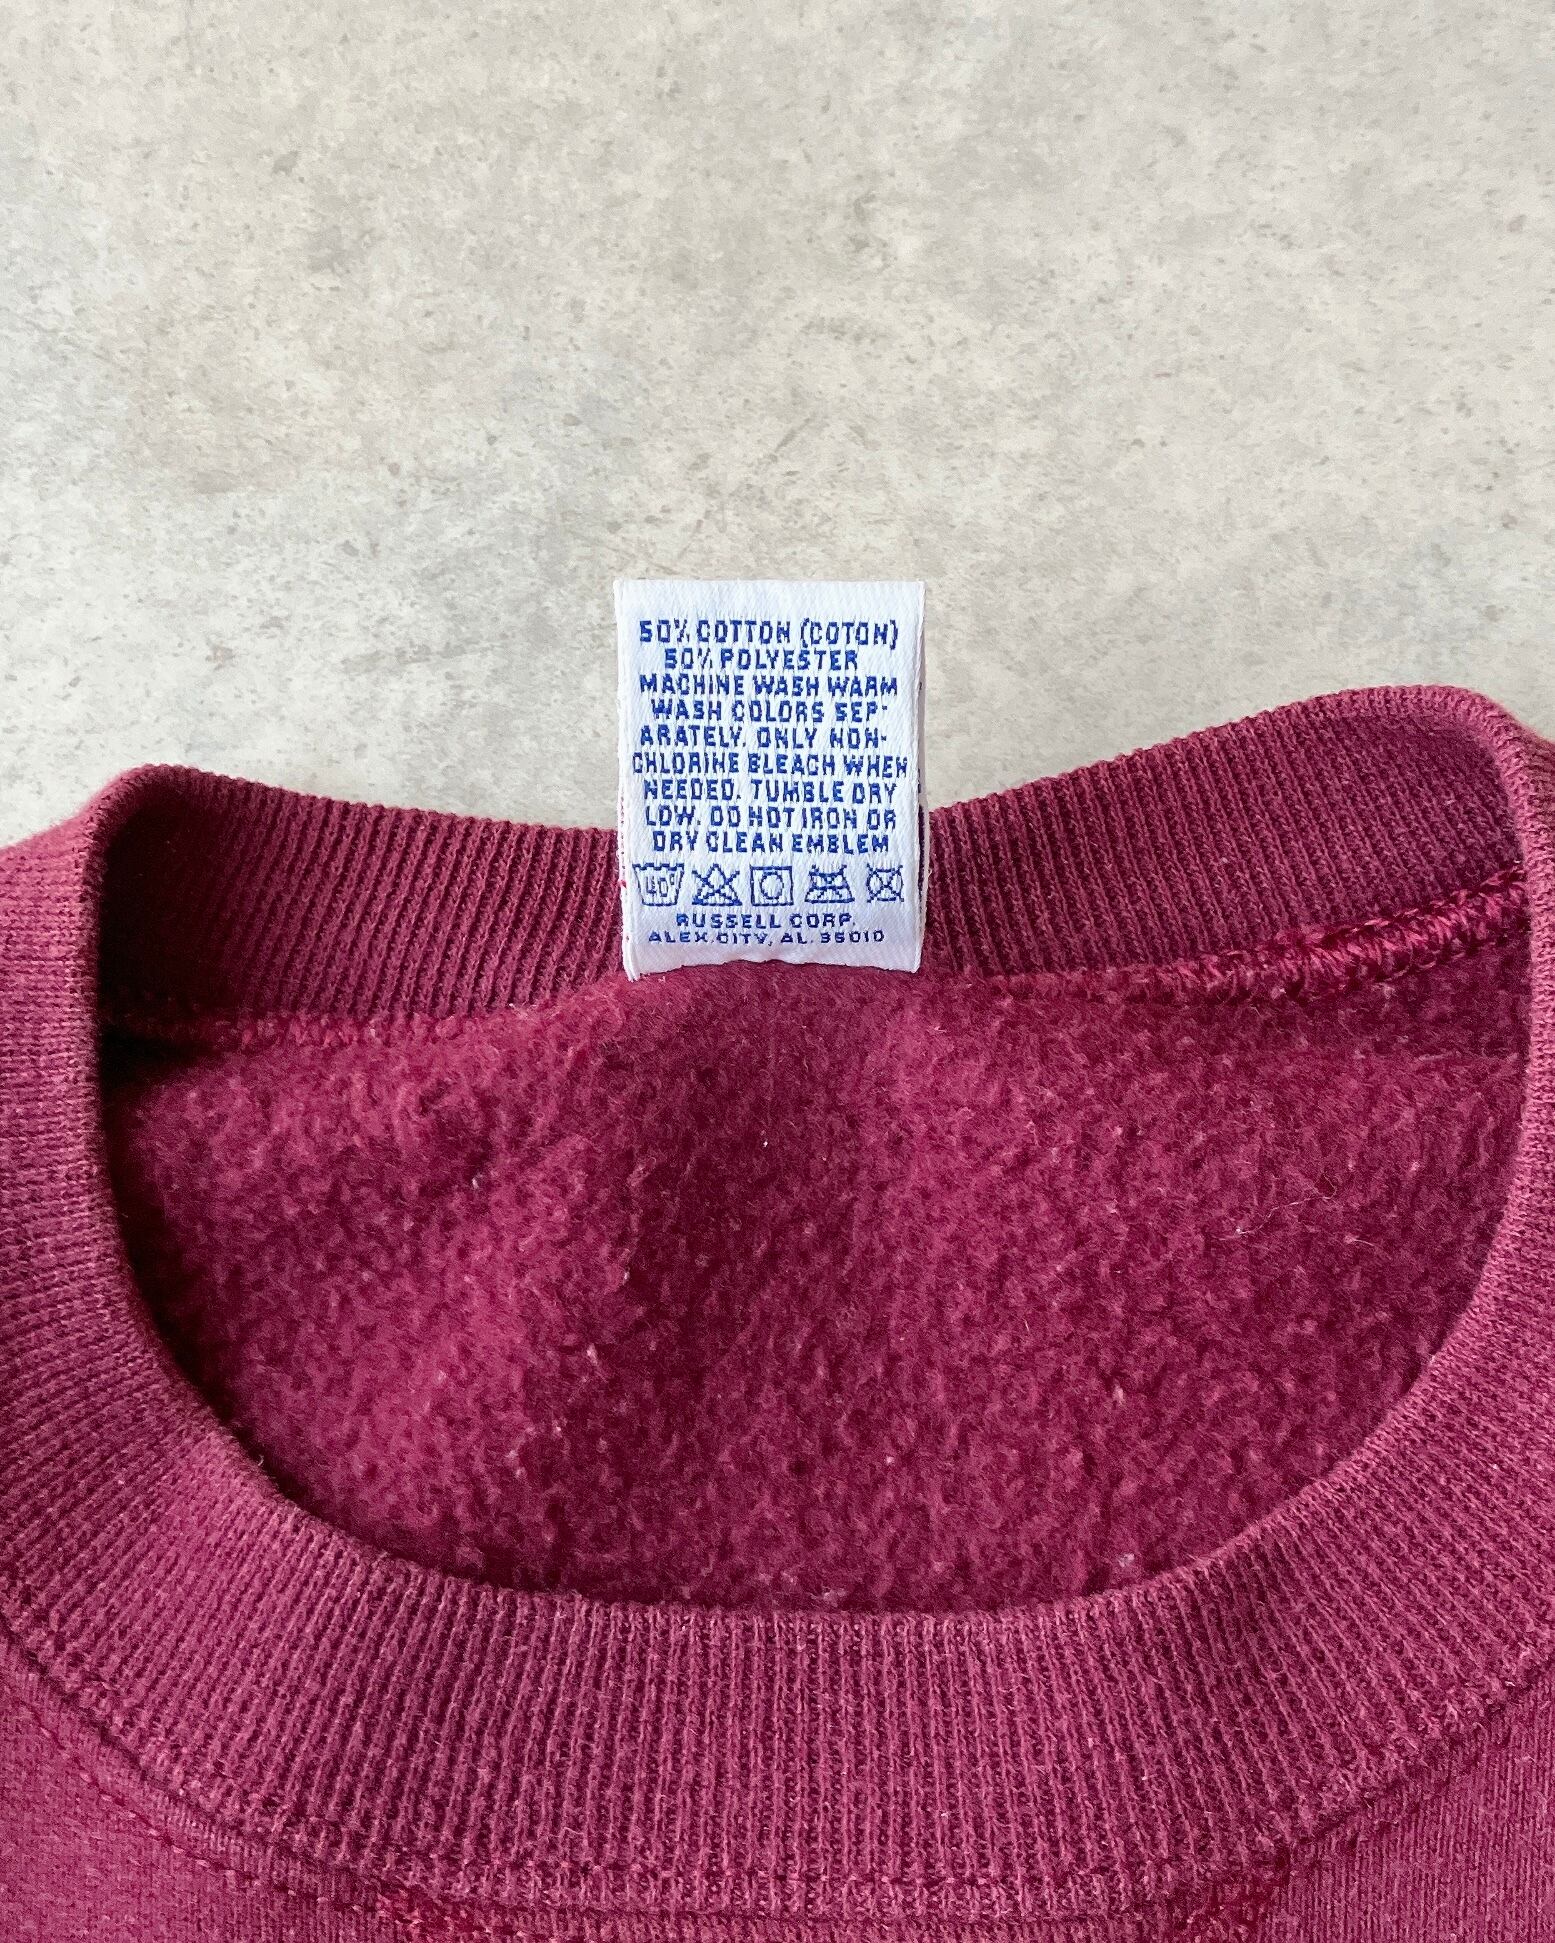 50% COTTON (COTON)
50% POLYESTER
MACHINE WASH WARM
WASH COLORS SEP-
ARATELY. ONLY NON-
CHLORINE BLEACH WHEN
NEEDED. TUMBLE DRY
LOW. DO NOT IRON OR
DRY CLEAN EMBLEM
40°
RUSSELL CORP.
ALEX.CITY, AL. 35010